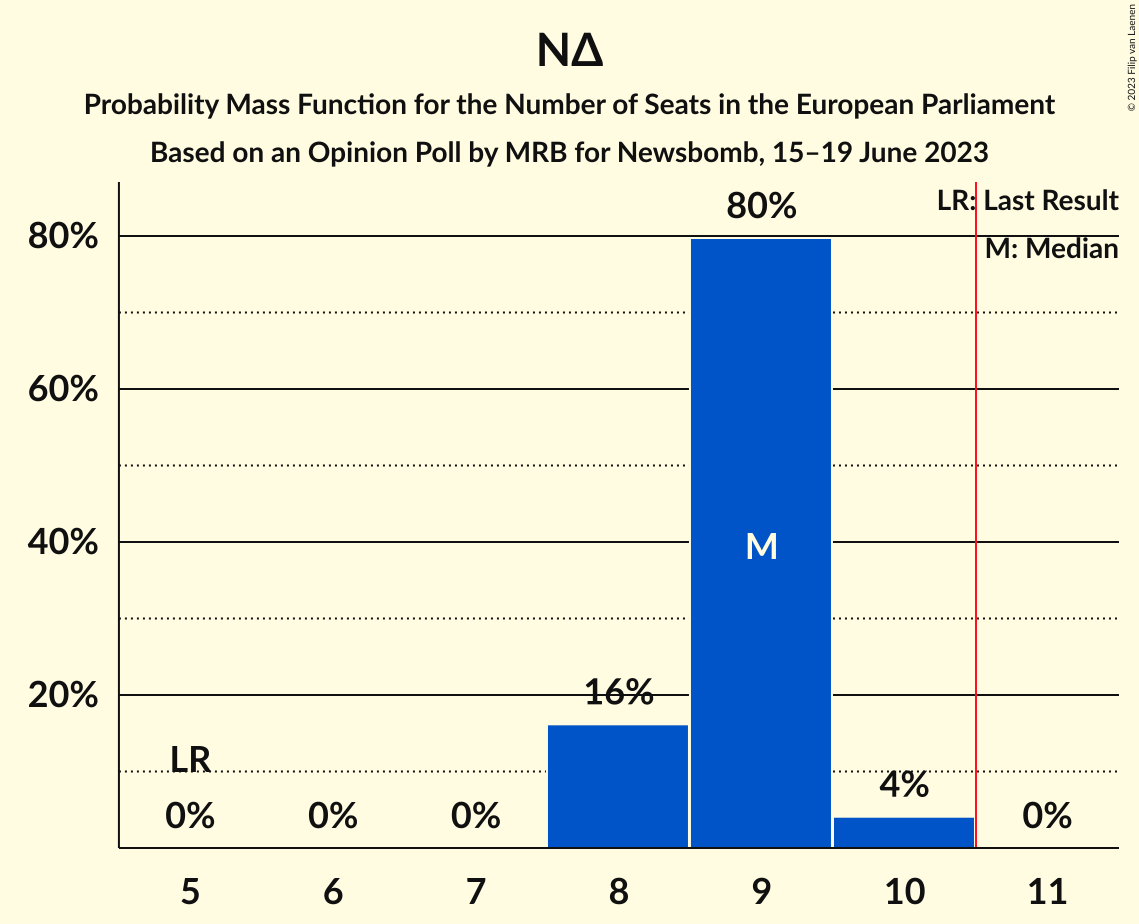 © 2023 Filip van Laenen
ΝΔ
Probability Mass Function for the Number of Seats in the European Parliament
Based on an Opinion Poll by MRB for Newsbomb, 15–19 June 2023
LR: Last Result
M: Median
80%
60%
40%
20%
LR
0%
0%
0%
16%
80%
M
4%
0%
5 6 7 8 9 10 11